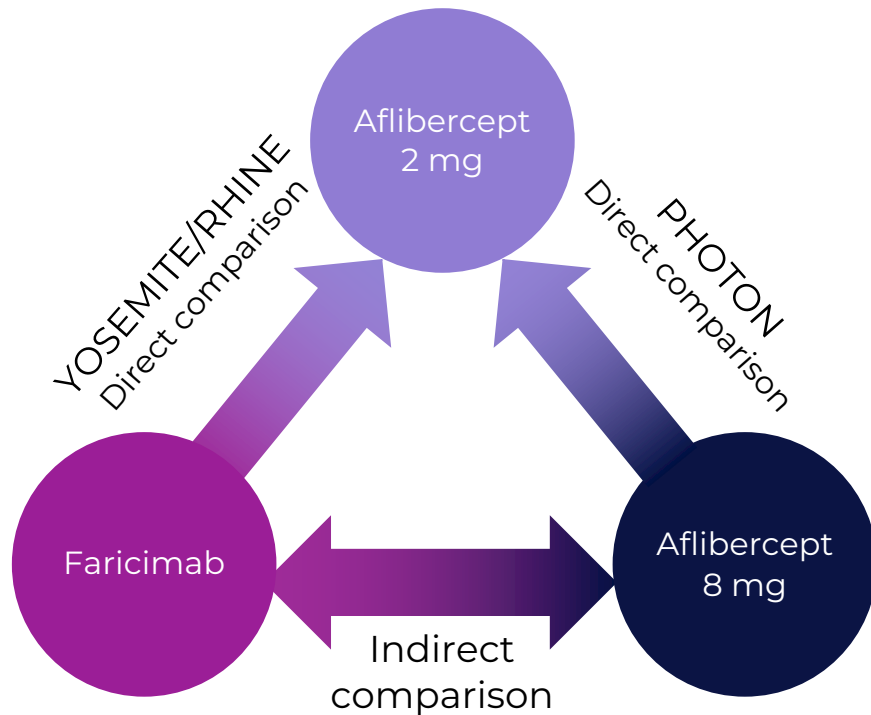 Aflibercept
2 mg
YOSEMITE/RHINE
Direct comparison
PHOTON
Direct comparison
Faricimab
Aflibercept
8 mg
Indirect
comparison